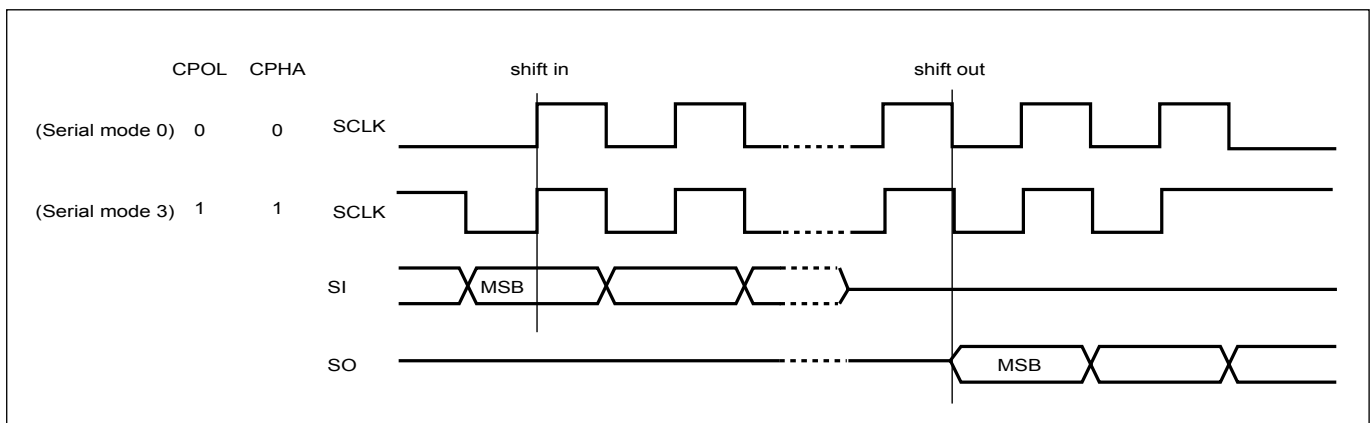 CPOL CPHA shift in shift out
(Serial mode 0) 0 0 SCLK
(Serial mode 3) 1 1 SCLK
SI MSB
SO MSB